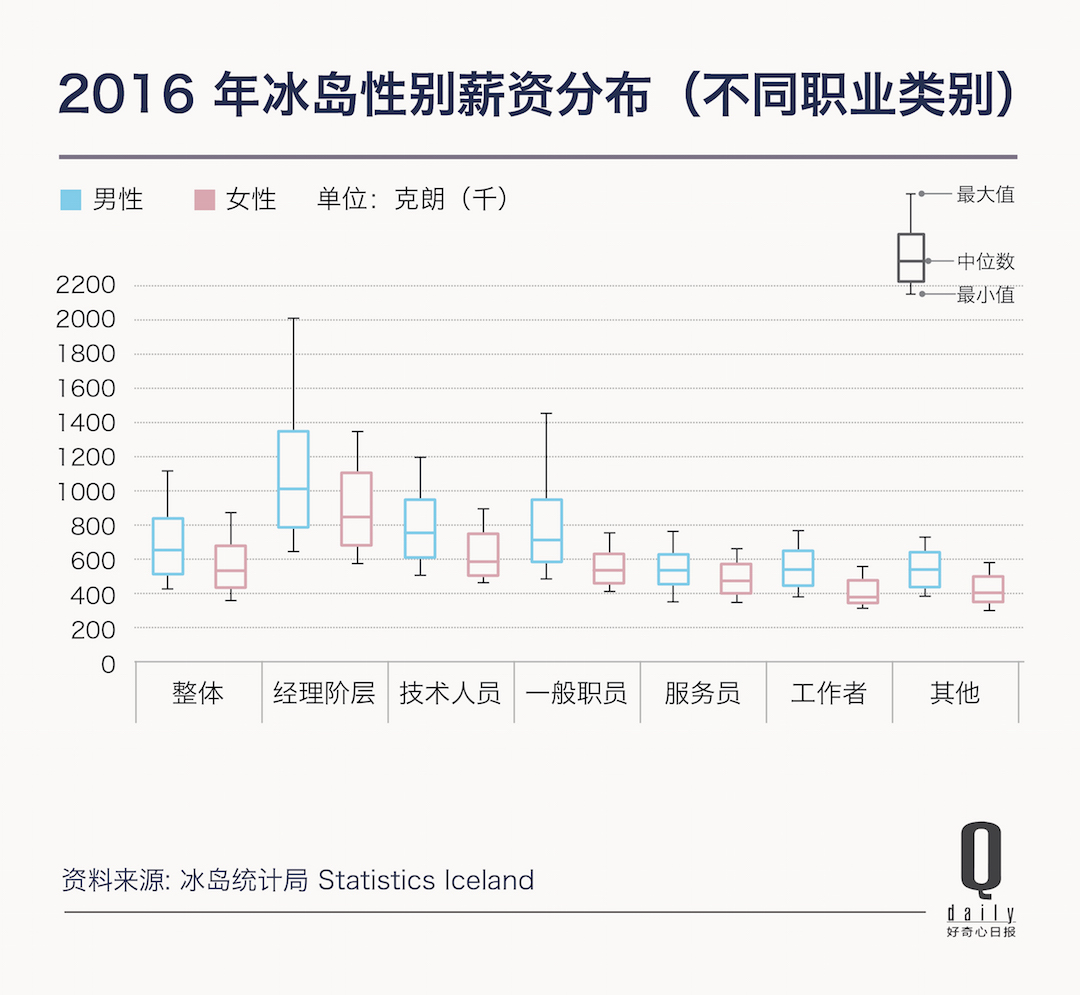 2016 年冰岛性别薪资分布（不同职业类别）
男性 女性 单位：克朗（千）
最大值
中位数
最小值
2200
2000
1800
1600
1400
1200
1000
800
600
400
200
0
整体 经理阶层 技术人员 一般职员 服务员 工作者 其他
资料来源: 冰岛统计局 Statistics Iceland
Q
daily
好奇心日报